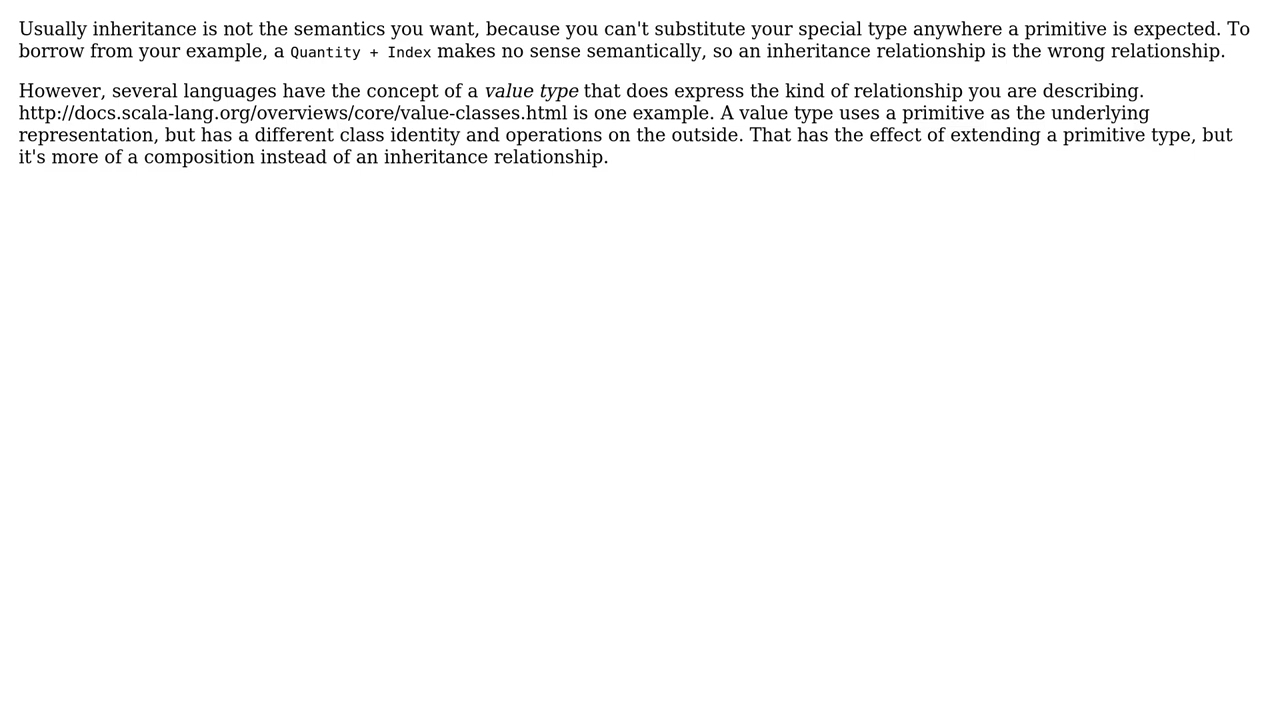 Usually inheritance is not the semantics you want, because you can't substitute your special type anywhere a primitive is expected. To
borrow from your example, a Quantity + Index makes no sense semantically, so an inheritance relationship is the wrong relationship.
However, several languages have the concept of a value type that does express the kind of relationship you are describing.
http://docs.scala-lang.org/overviews/core/value-classes.html is one example. A value type uses a primitive as the underlying
representation, but has a different class identity and operations on the outside. That has the effect of extending a primitive type, but
it's more of a composition instead of an inheritance relationship.